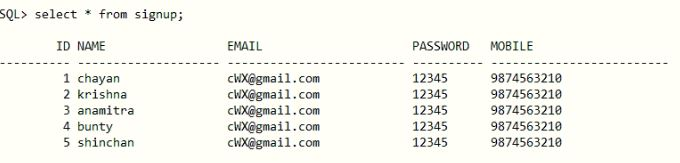 SQL> select * from signup;
ID NAME EMAIL PASSWORD MOBILE
---------- -------------------- ------------------------- ---------- -------------------------
1 chayan cWX@gmail.com 12345 9874563210
2 krishna cWX@gmail.com 12345 9874563210
3 anamitra cWX@gmail.com 12345 9874563210
4 bunty cWX@gmail.com 12345 9874563210
5 shinchan cWX@gmail.com 12345 9874563210